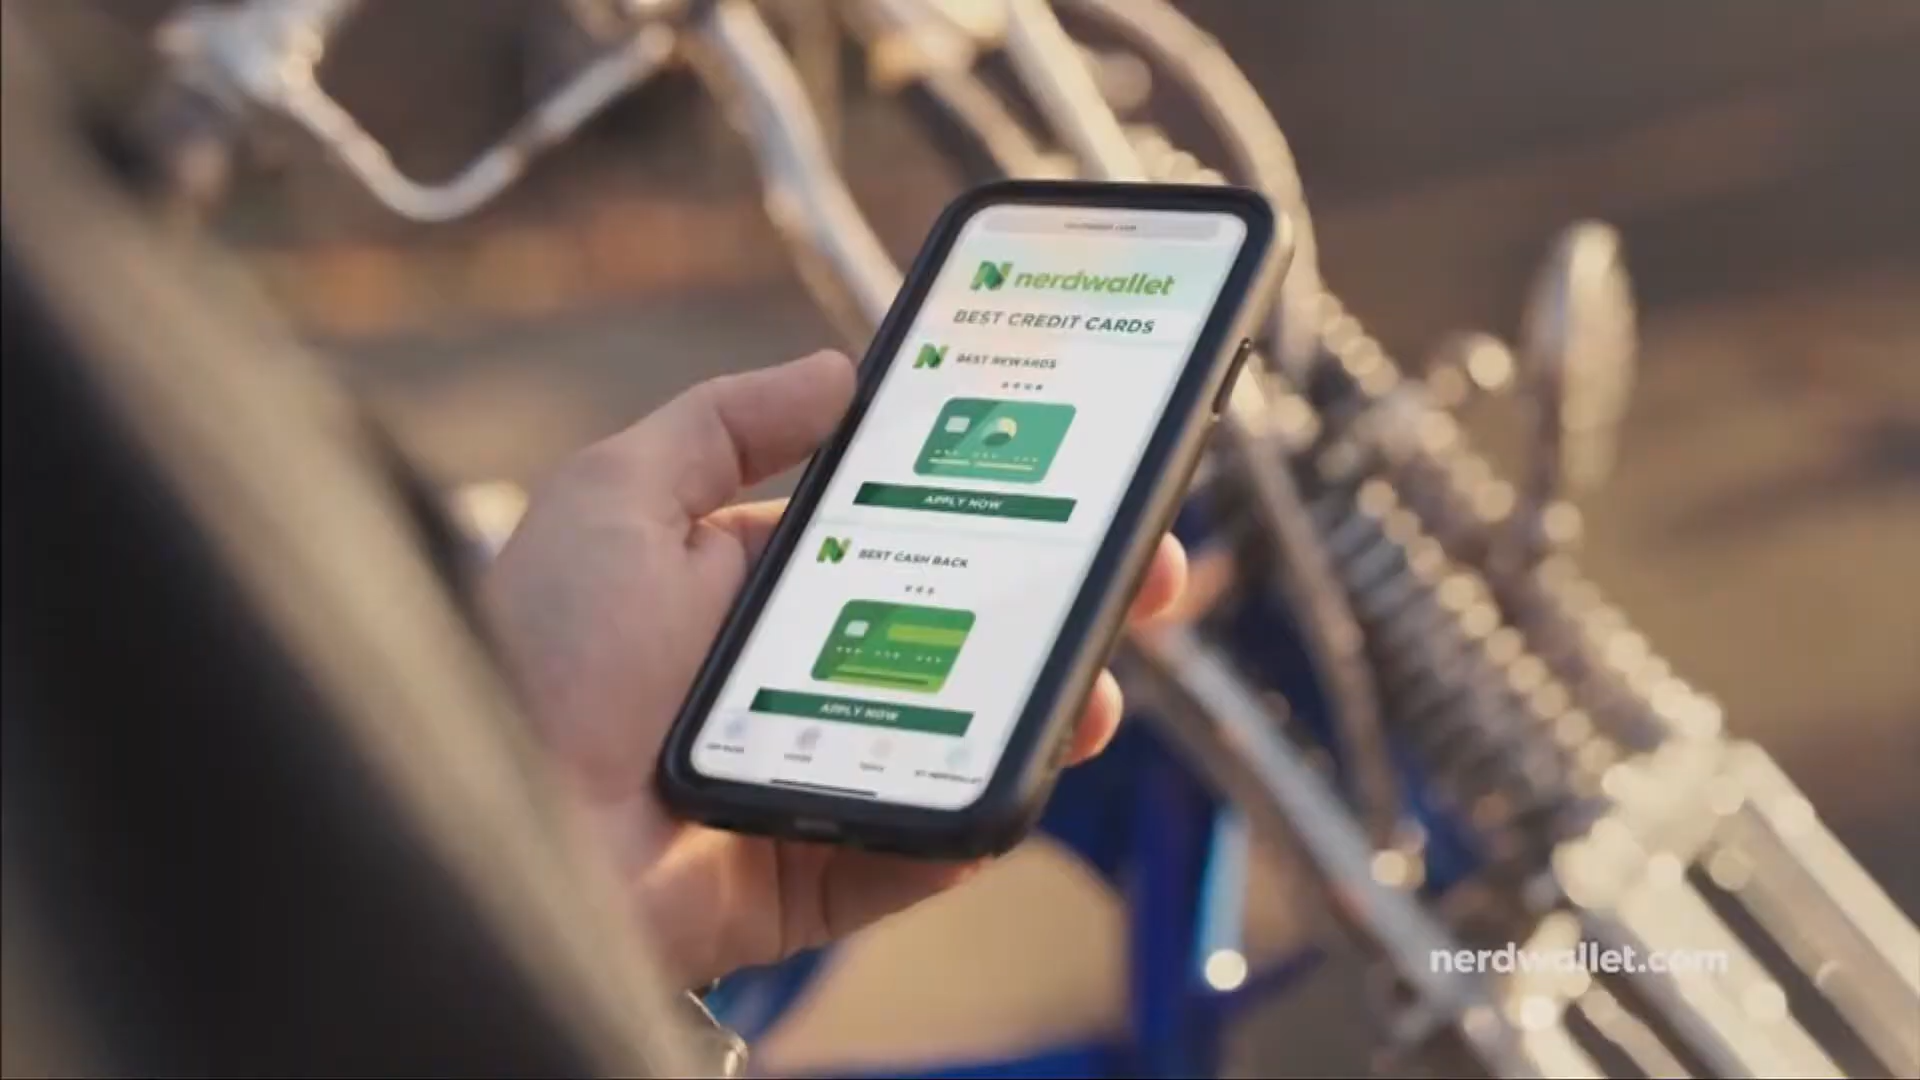 nerdwallet
BEST CREDIT CARDS
BEST REWARDS
APPLY NOW
BEST CASH BACK
APPLY NOW
nerdwallet.com